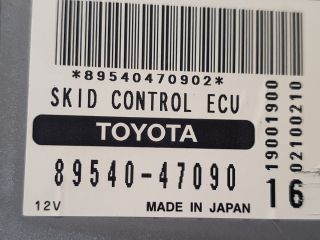 *89540470902*
SKID CONTROL ECU
TOYOTA
89540-47090
12V MADE IN JAPAN
16
19001900
02100210